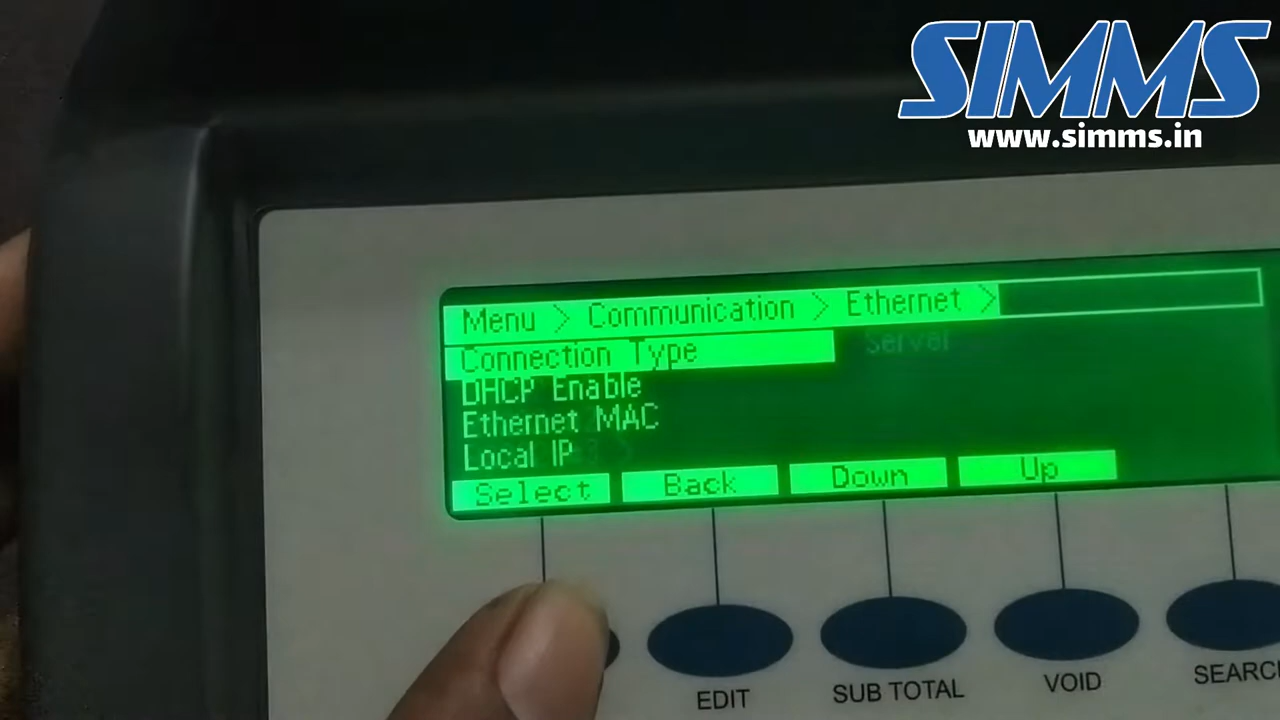 SIMMS
www.simms.in
Menu > Communication > Ethernet >
Connection Type Server
DHCP Enable
Ethernet MAC
Local IP
Select Back Down Up
EDIT SUB TOTAL VOID